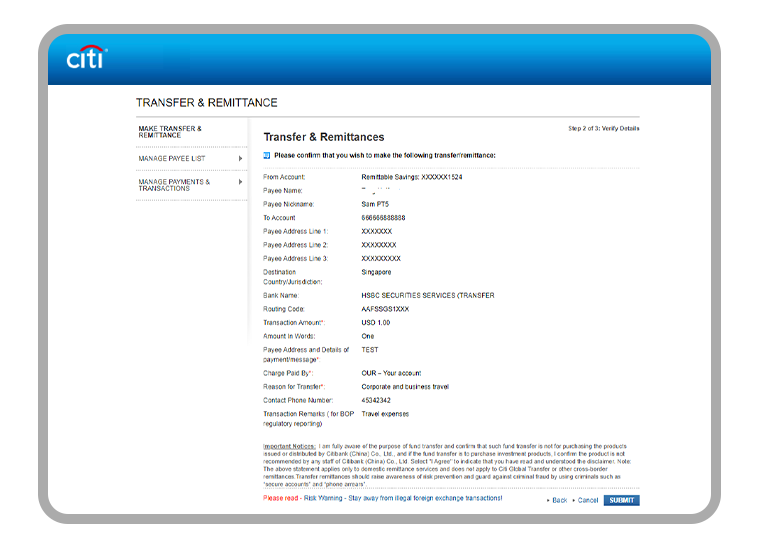 citi
TRANSFER & REMITTANCE
MAKE TRANSFER &
REMITTANCE
MANAGE PAYEE LIST
MANAGE PAYMENTS &
TRANSACTIONS
Transfer & Remittances
Step 2 of 3: Verify Details
Please confirm that you wish to make the following transfer/remittance:
From Account: Remittable Savings: XXXXXX1524
Payee Name:
Payee Nickname: Sam PT5
To Account 666666888888
Payee Address Line 1: XXXXXXX
Payee Address Line 2: XXXXXXXX
Payee Address Line 3: XXXXXXXXX
Destination Singapore
Country/Jurisdiction:
Bank Name: HSBC SECURITIES SERVICES (TRANSFER
Routing Code: AAFSSGS1XXX
Transaction Amount*: USD 1.00
Amount In Words: One
Payee Address and Details of TEST
payment/message*:
Charge Paid By*: OUR – Your account
Reason for Transfer*: Corporate and business travel
Contact Phone Number: 45342342
Transaction Remarks ( for BOP Travel expenses
regulatory reporting)
Important Notices: I am fully aware of the purpose of fund transfer and confirm that such fund transfer is not for purchasing the products
issued or distributed by Citibank (China) Co., Ltd., and if the fund transfer is to purchase investment products, I confirm the product is not
recommended by any staff of Citibank (China) Co., Ltd. Select "I Agree" to indicate that you have read and understood the disclaimer. Note:
The above statement applies only to domestic remittance services and does not apply to Citi Global Transfer or other cross-border
remittances.Transfer remittances should raise awareness of risk prevention and guard against criminal fraud by using criminals such as
"secure accounts" and "phone arrears".
Please read - Risk Warning - Stay away from illegal foreign exchange transactions!
• Back • Cancel SUBMIT